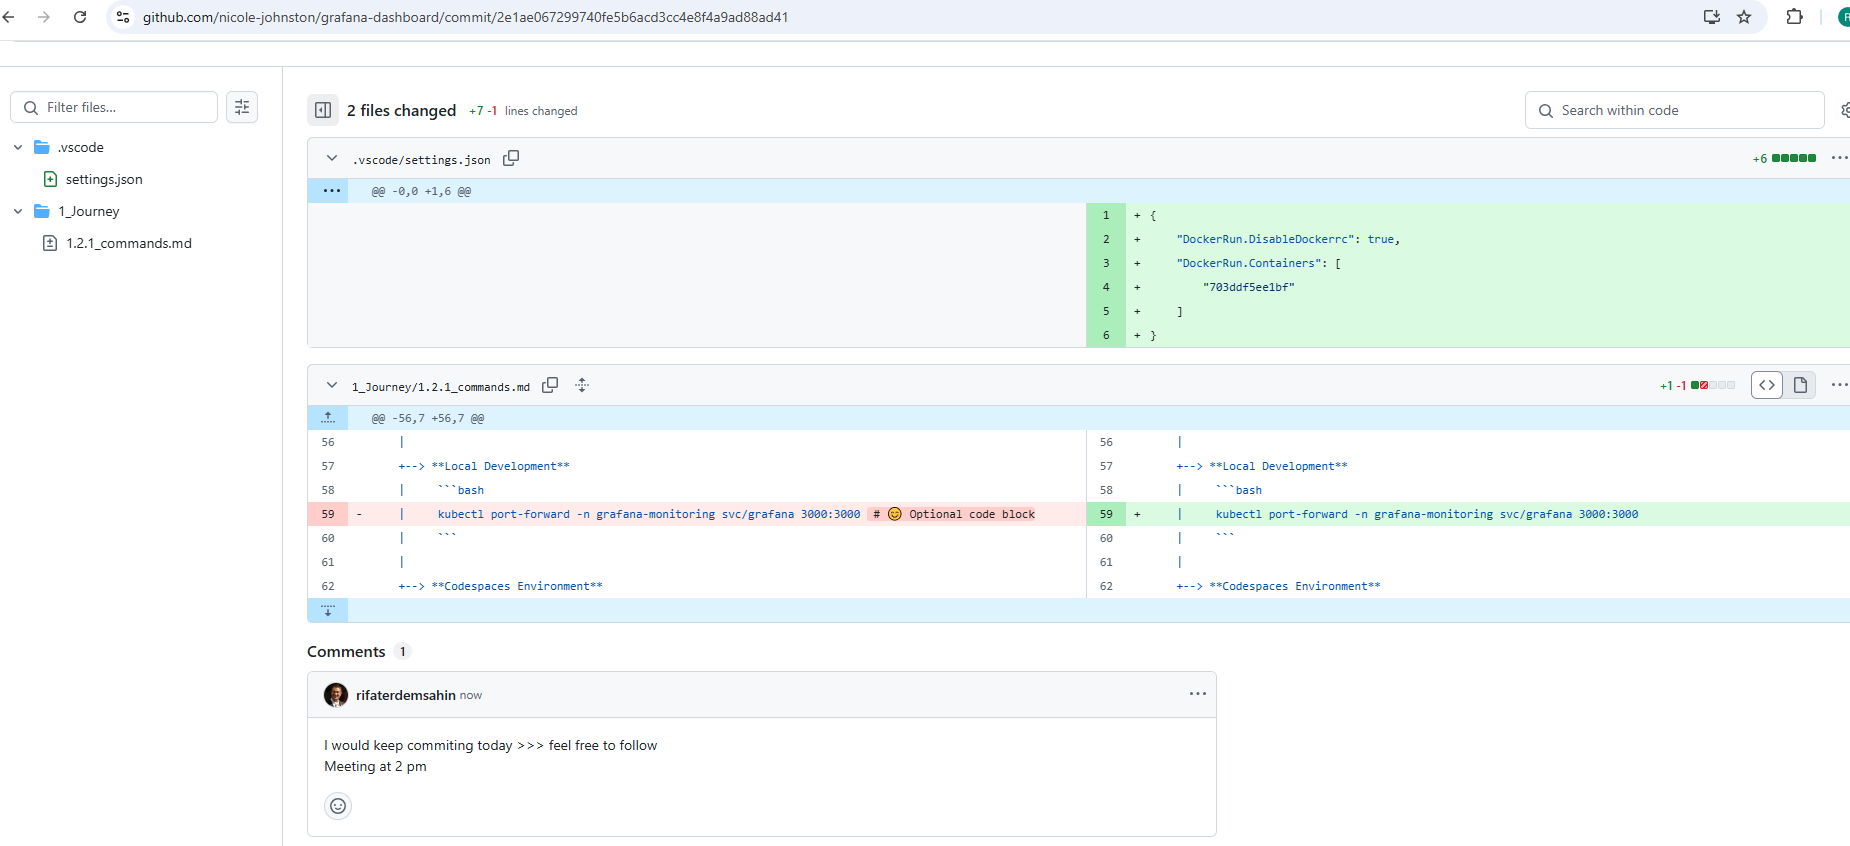 github.com/nicole-johnston/grafana-dashboard/commit/2e1ae067299740fe5b6acd3cc4e8f4a9ad88ad41
Filter files...
.vscode
settings.json
1_Journey
1.2.1_commands.md
2 files changed +7 -1 lines changed
Search within code
.vscode/settings.json +6
@@ -0,0 +1,6 @@
1 + {
2 + "DockerRun.DisableDockerrc": true,
3 + "DockerRun.Containers": [
4 + "703ddf5ee1bf"
5 + ]
6 + }
1_Journey/1.2.1_commands.md +1 -1
@@ -56,7 +56,7 @@
56 | 56 |
57 +--> **Local Development** 57 +--> **Local Development**
58 | ```bash 58 | ```bash
59 - | kubectl port-forward -n grafana-monitoring svc/grafana 3000:3000 # 😊 Optional code block 59 + | kubectl port-forward -n grafana-monitoring svc/grafana 3000:3000
60 | ``` 60 | ```
61 | 61 |
62 +--> **Codespaces Environment** 62 +--> **Codespaces Environment**
Comments 1
rifaterdemsahin now
I would keep commiting today >>> feel free to follow
Meeting at 2 pm